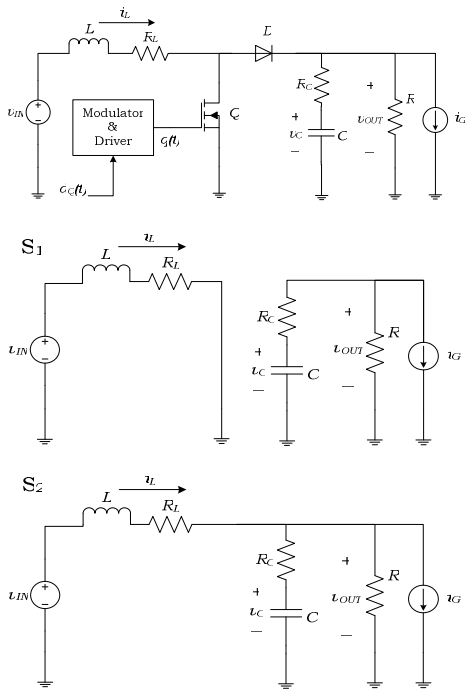 i_L
L
R_L
D
v_IN
Modulator
&
Driver
Q
R_C
+
v_C
−
C
+
v_OUT
−
R
i_G
S_1
i_L
L
R_L
v_IN
R_C
+
v_C
−
C
+
v_OUT
−
R
i_G
S_2
i_L
L
R_L
v_IN
R_C
+
v_C
−
C
+
v_OUT
−
R
i_G